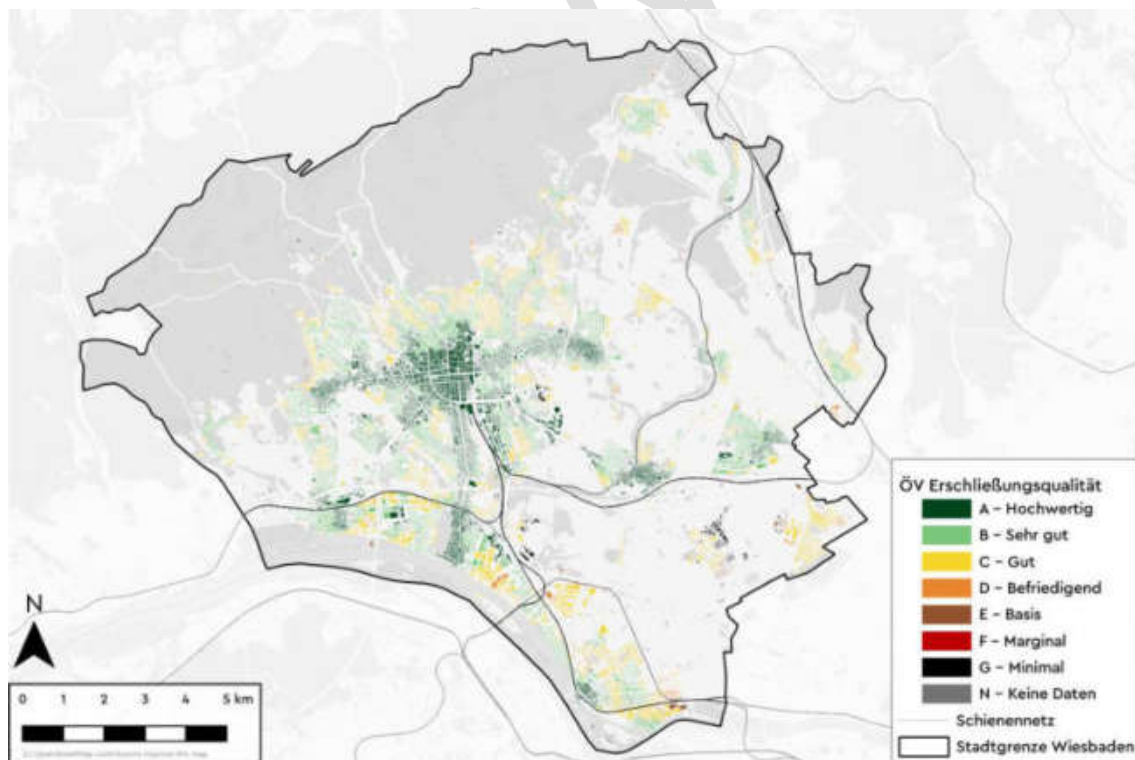 ÖV Erschließungsqualität
A – Hochwertig
B – Sehr gut
C – Gut
D – Befriedigend
E – Basis
F – Marginal
G – Minimal
N – Keine Daten
Schienennetz
Stadtgrenze Wiesbaden
N
0 1 2 3 4 5 km